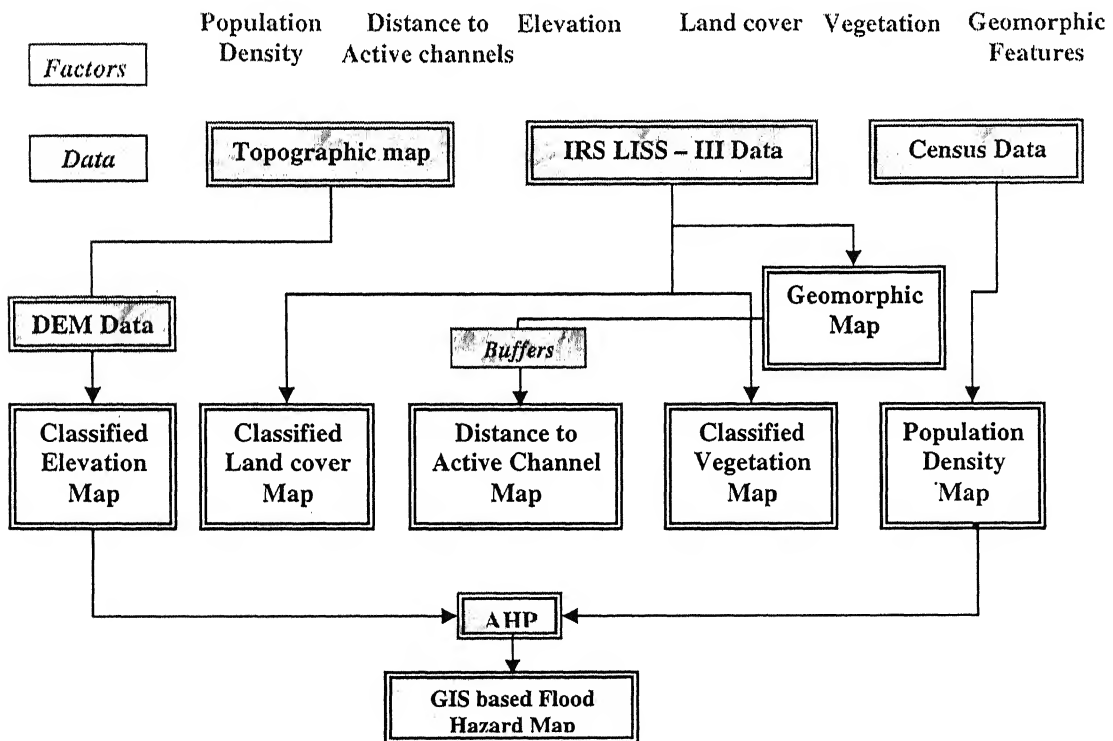 Population Density
Distance to Active channels
Elevation
Land cover
Vegetation
Geomorphic Features
Factors
Data
Topographic map
IRS LISS – III Data
Census Data
DEM Data
Geomorphic
Map
Buffers
Classified
Elevation
Map
Classified
Land cover
Map
Distance to
Active Channel
Map
Classified
Vegetation
Map
Population
Density
Map
AHP
GIS based Flood
Hazard Map